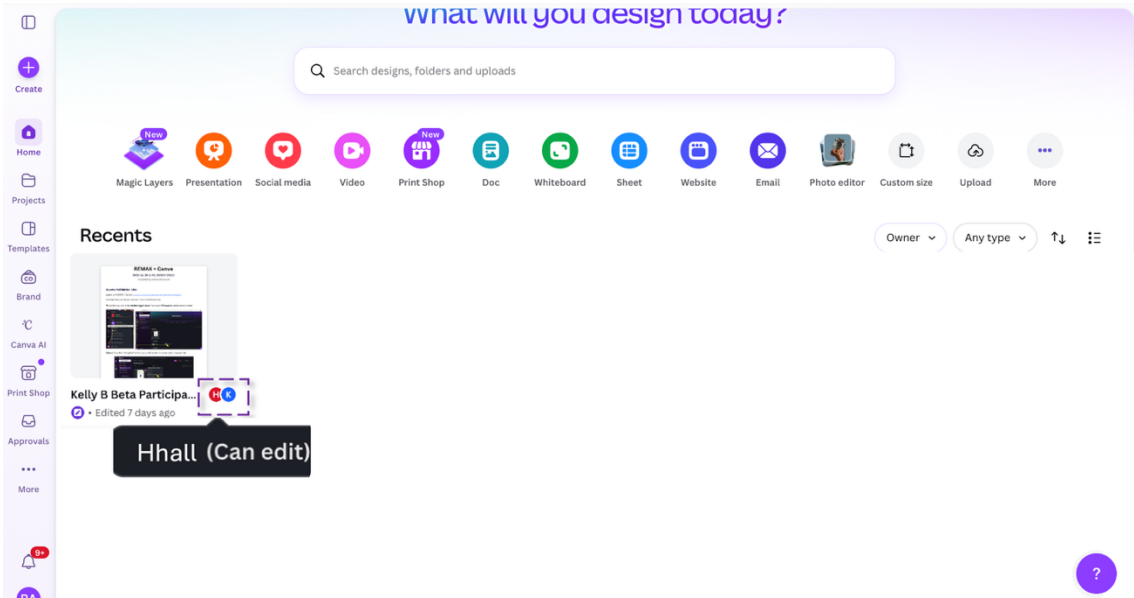 What will you design today?
Search designs, folders and uploads
Create
Home
Projects
Templates
Brand
Canva AI
Print Shop
Approvals
More
9+
New
New
Magic Layers
Presentation
Social media
Video
Print Shop
Doc
Whiteboard
Sheet
Website
Email
Photo editor
Custom size
Upload
More
Recents
Owner
Any type
REMAX + Canva
Kelly B Beta Participa...
H
K
• Edited 7 days ago
Hhall (Can edit)
?